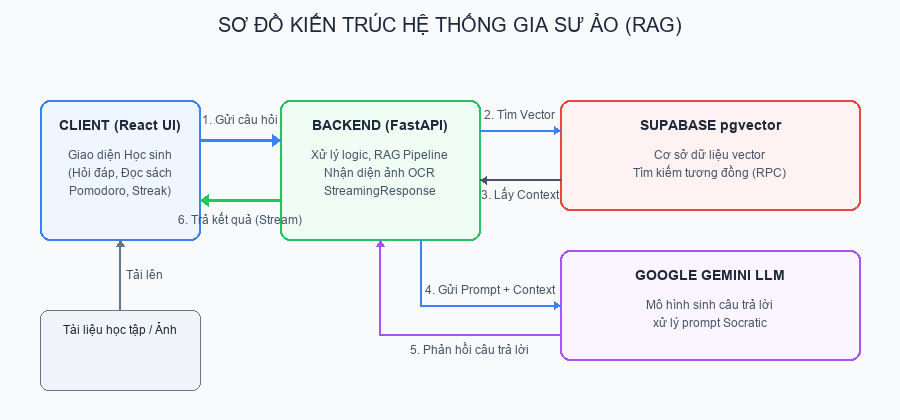 SƠ ĐỒ KIẾN TRÚC HỆ THỐNG GIA SƯ ẢO (RAG)
CLIENT (React UI)
Giao diện Học sinh
(Hỏi đáp, Đọc sách
Pomodoro, Streak)
1. Gửi câu hỏi
6. Trả kết quả (Stream)
BACKEND (FastAPI)
Xử lý logic, RAG Pipeline
Nhận diện ảnh OCR
StreamingResponse
2. Tìm Vector
3. Lấy Context
SUPABASE pgvector
Cơ sở dữ liệu vector
Tìm kiếm tương đồng (RPC)
Tải lên
Tài liệu học tập / Ảnh
4. Gửi Prompt + Context
5. Phản hồi câu trả lời
GOOGLE GEMINI LLM
Mô hình sinh câu trả lời
xử lý prompt Socratic